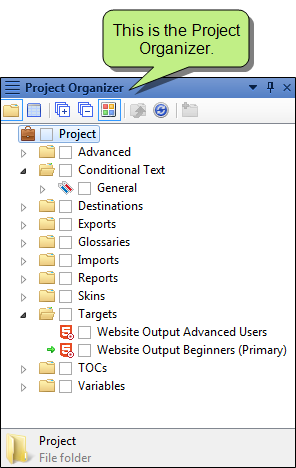 This is the Project
Organizer.
Project Organizer
Project
Advanced
Conditional Text
General
Destinations
Exports
Glossaries
Imports
Reports
Skins
Targets
Website Output Advanced Users
Website Output Beginners (Primary)
TOCs
Variables
Project
File folder